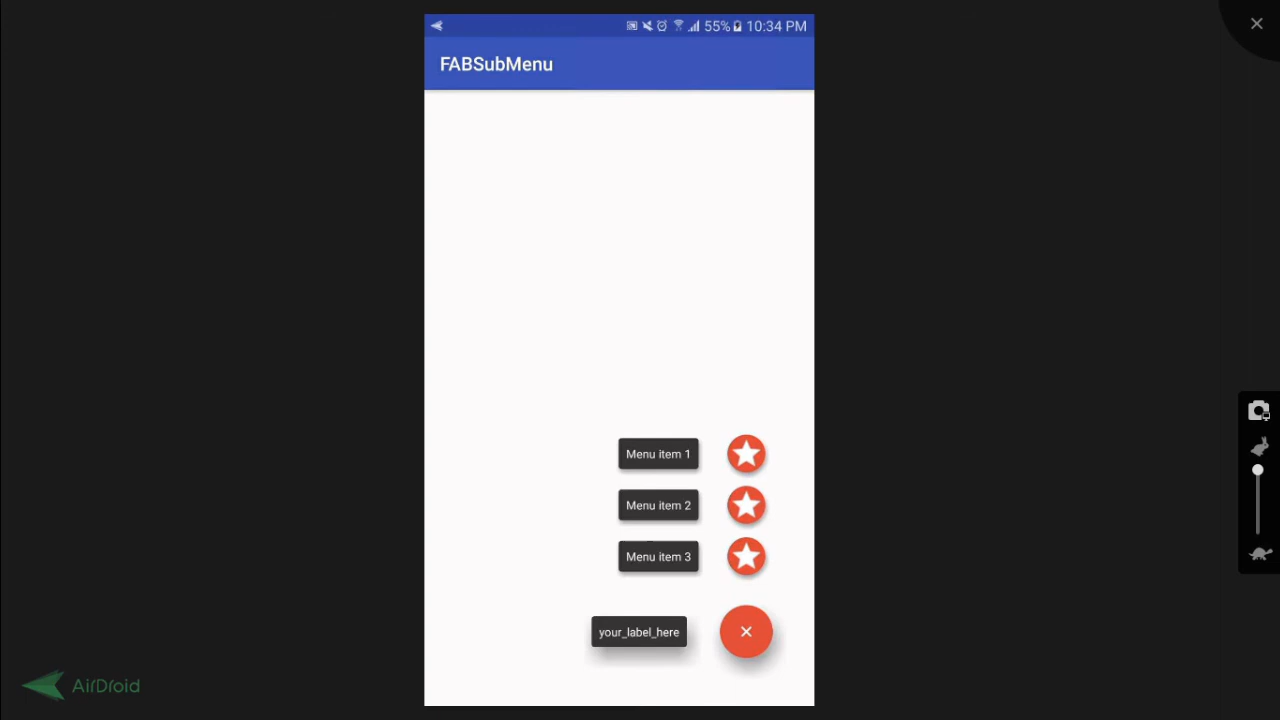 55% 10:34 PM
FABSubMenu
Menu item 1
Menu item 2
Menu item 3
your_label_here
AirDroid